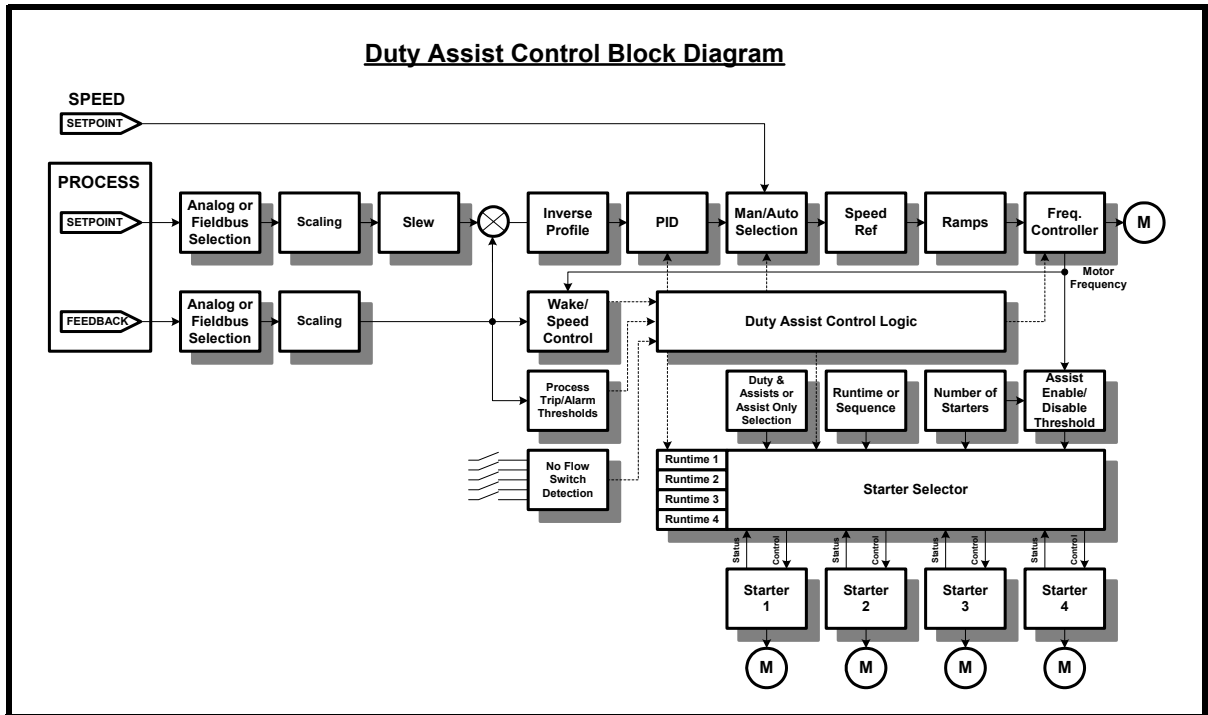 Duty Assist Control Block Diagram
SPEED
SETPOINT
PROCESS
SETPOINT
Analog or
Fieldbus
Selection
Scaling
Slew
Inverse
Profile
PID
Man/Auto
Selection
Speed
Ref
Ramps
Freq.
Controller
M
Motor
Frequency
FEEDBACK
Analog or
Fieldbus
Selection
Scaling
Wake/
Speed
Control
Duty Assist Control Logic
Process
Trip/Alarm
Thresholds
Duty &
Assists or
Assist Only
Selection
Runtime or
Sequence
Number of
Starters
Assist
Enable/
Disable
Threshold
No Flow
Switch
Detection
Runtime 1
Runtime 2
Runtime 3
Runtime 4
Starter Selector
Status
Control
Status
Control
Status
Control
Status
Control
Starter
1
Starter
2
Starter
3
Starter
4
M
M
M
M